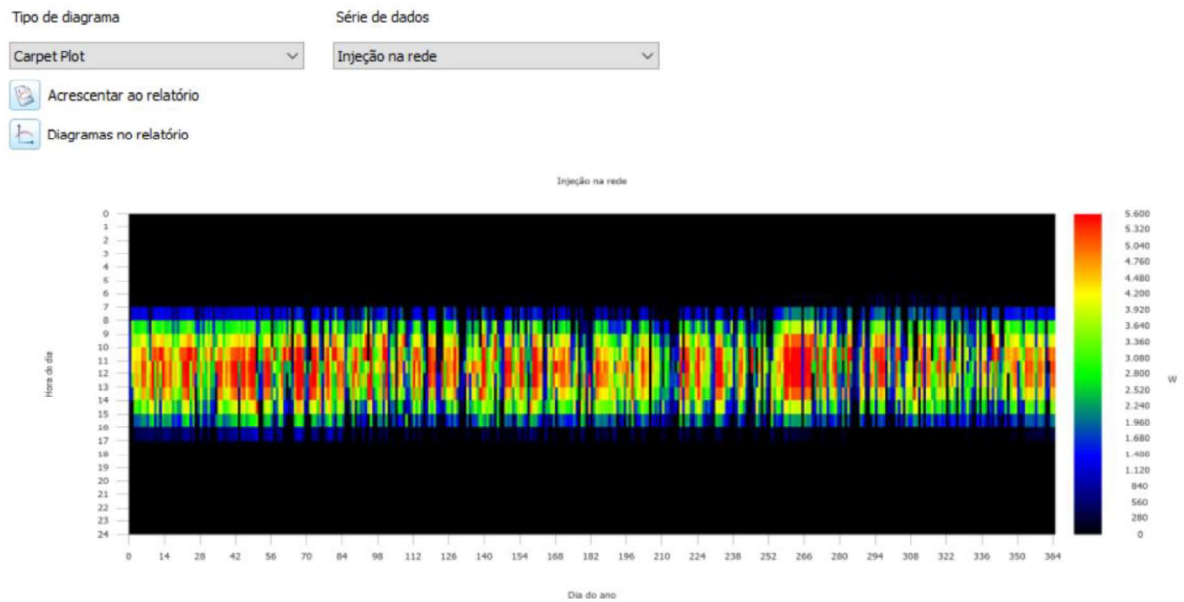 Tipo de diagrama Série de dados
Carpet Plot Injeção na rede
Acrescentar ao relatório
Diagramas no relatório
Injeção na rede
0 5.600
1 5.320
2 5.040
3 4.760
4 4.480
5 4.200
6 3.920
7 3.640
8 3.360
9 3.080
10 2.800
11 2.520
12 2.240
13 1.960
14 1.680
15 1.400
16 1.120
17 840
18 560
19 280
20 0
21
22
23
24
Hora do dia
W
0 14 28 42 56 70 84 98 112 126 140 154 168 182 196 210 224 238 252 266 280 294 308 322 336 350 364
Dia do ano